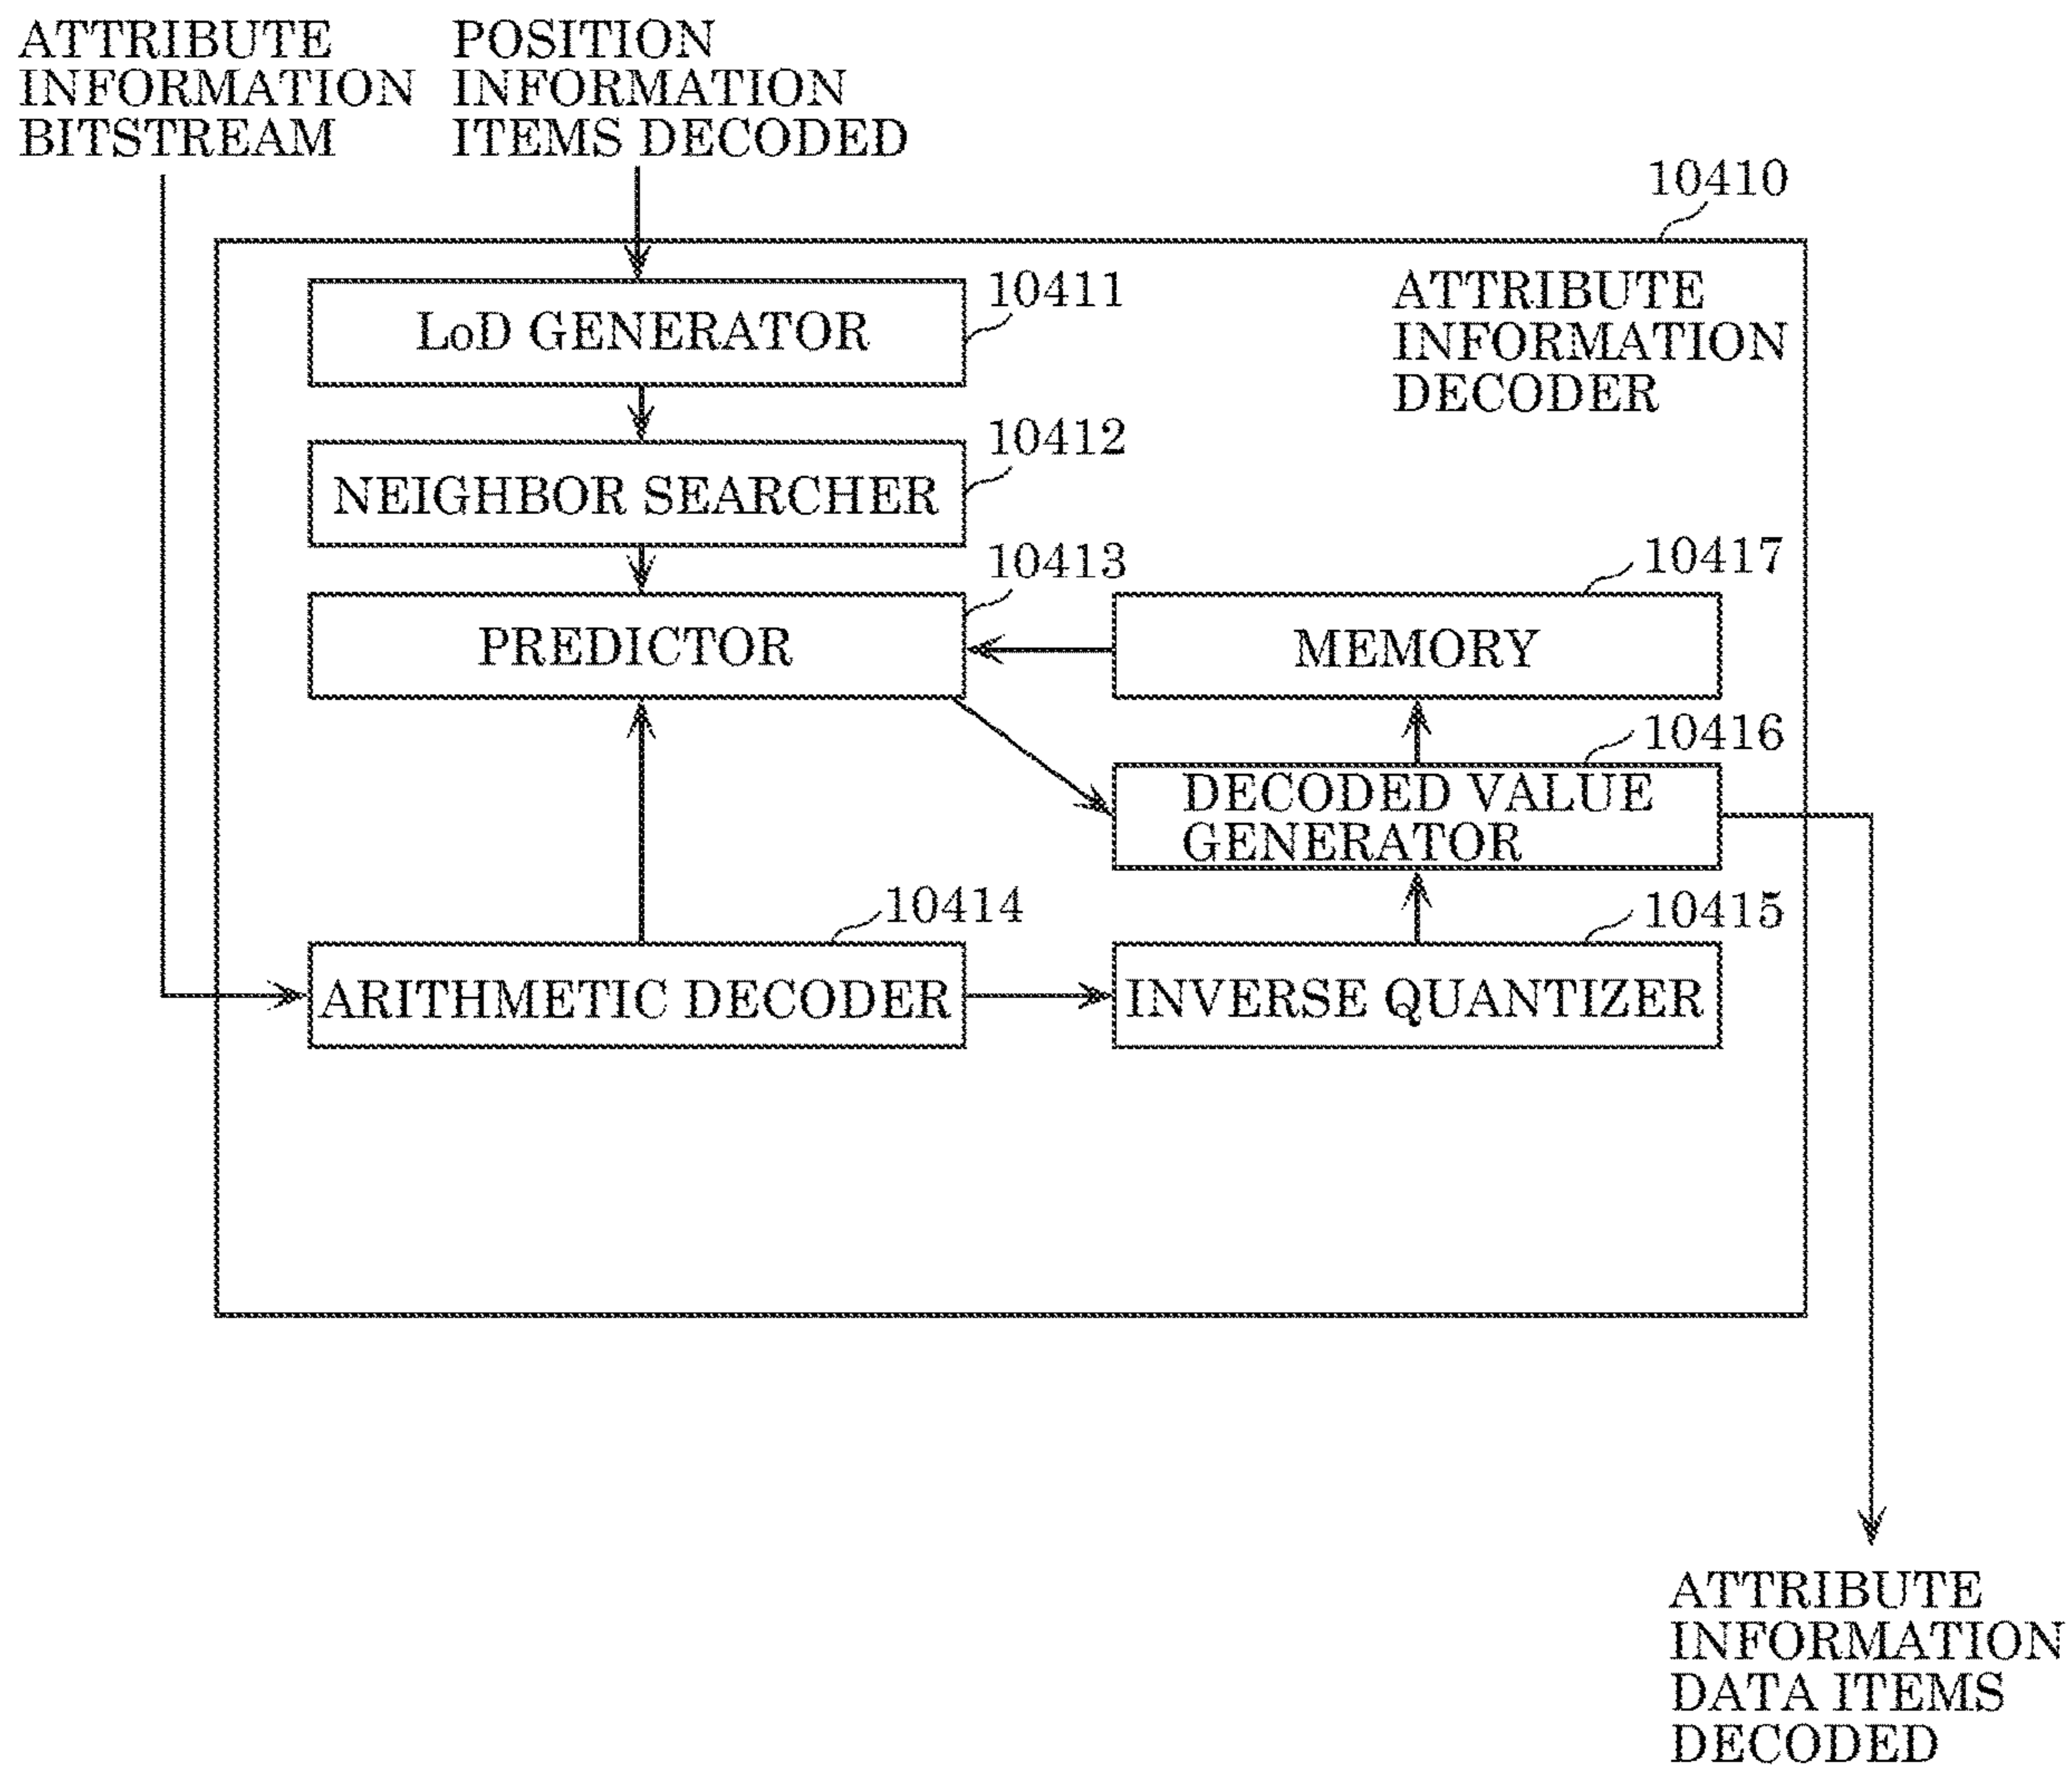 ATTRIBUTE
INFORMATION
BITSTREAM
POSITION
INFORMATION
ITEMS DECODED
10410
ATTRIBUTE
INFORMATION
DECODER
LoD GENERATOR
10411
NEIGHBOR SEARCHER
10412
PREDICTOR
10413
MEMORY
10417
DECODED VALUE
GENERATOR
10416
ARITHMETIC DECODER
10414
INVERSE QUANTIZER
10415
ATTRIBUTE
INFORMATION
DATA ITEMS
DECODED